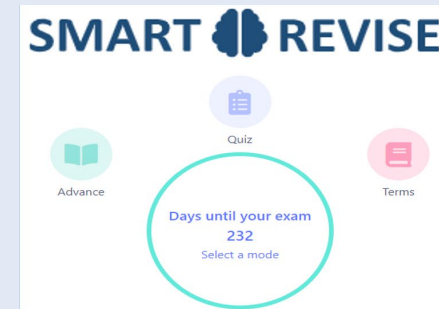 SMART REVISE
Quiz
Advance
Terms
Days until your exam
232
Select a mode